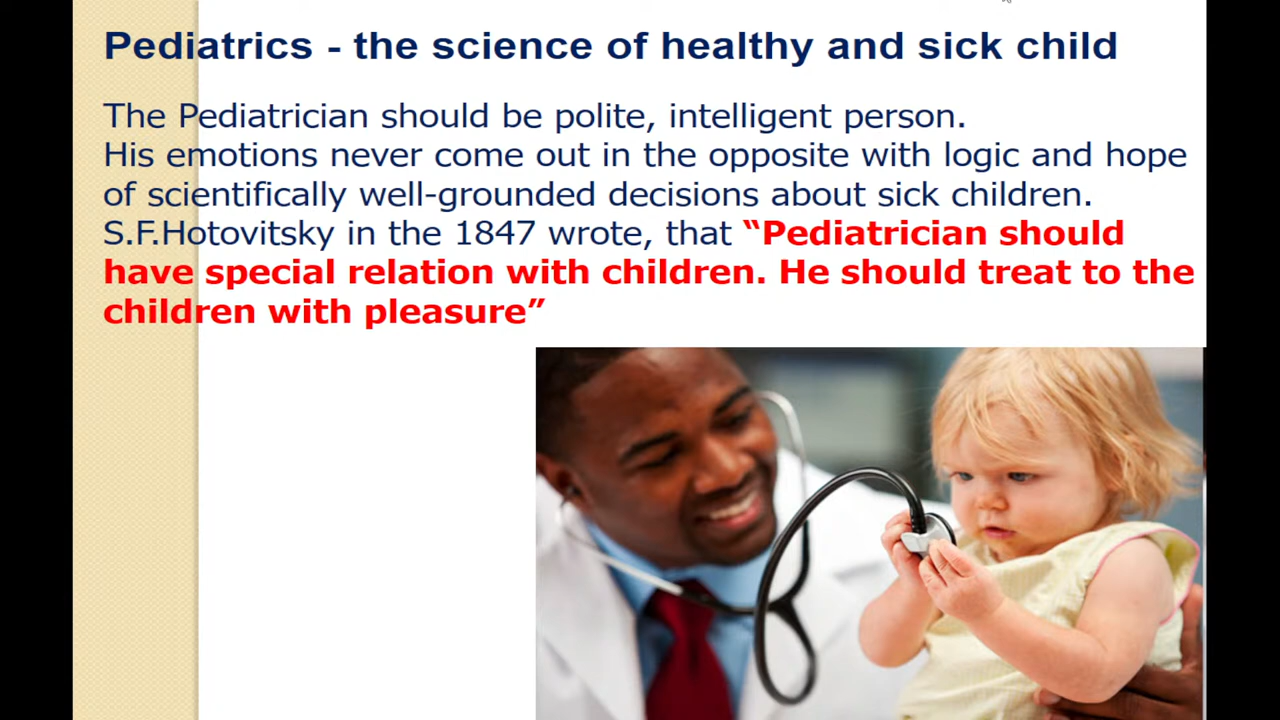 Pediatrics - the science of healthy and sick child
The Pediatrician should be polite, intelligent person.
His emotions never come out in the opposite with logic and hope
of scientifically well-grounded decisions about sick children.
S.F.Hotovitsky in the 1847 wrote, that “Pediatrician should
have special relation with children. He should treat to the
children with pleasure”